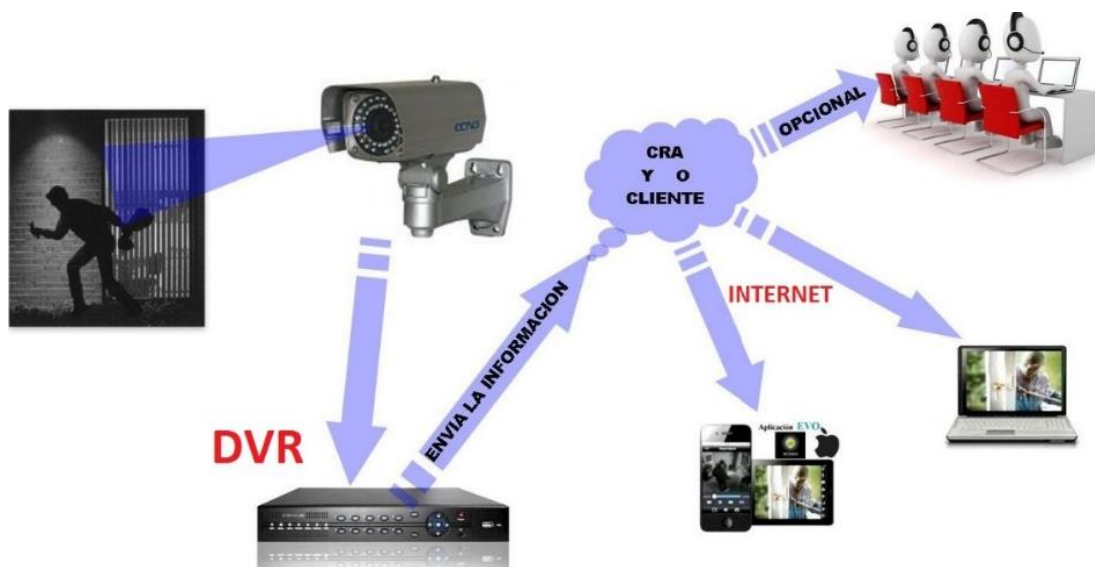 OPCIONAL
CRA
Y O
CLIENTE
INTERNET
ENVIA LA INFORMACION
DVR
Aplicación EVO